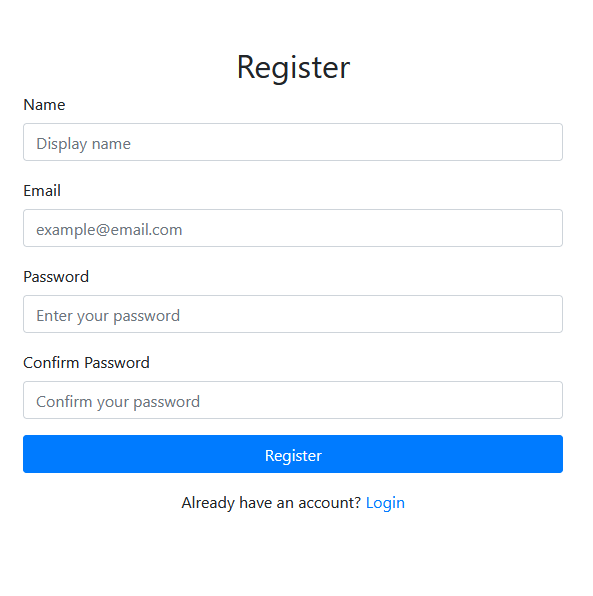 Register
Name
Display name
Email
example@email.com
Password
Enter your password
Confirm Password
Confirm your password
Register
Already have an account? Login